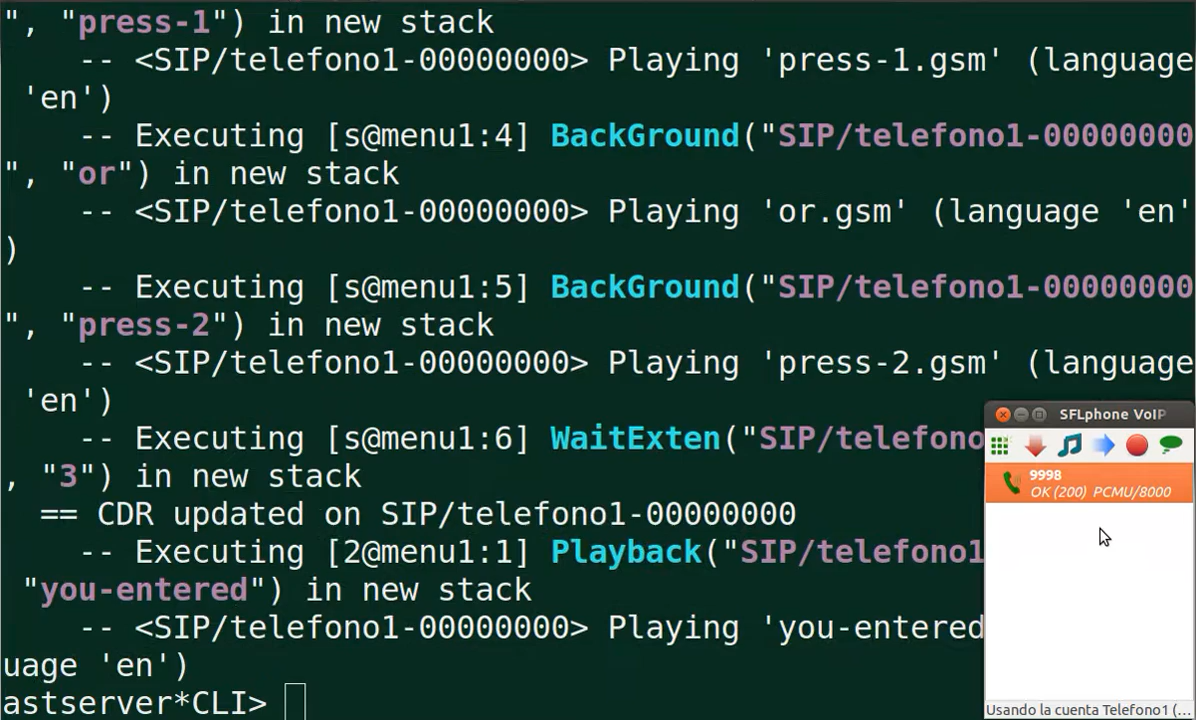 ", "press-1") in new stack
-- <SIP/telefono1-00000000> Playing 'press-1.gsm' (language
'en')
-- Executing [s@menu1:4] BackGround("SIP/telefono1-00000000
", "or") in new stack
-- <SIP/telefono1-00000000> Playing 'or.gsm' (language 'en'
)
-- Executing [s@menu1:5] BackGround("SIP/telefono1-00000000
", "press-2") in new stack
-- <SIP/telefono1-00000000> Playing 'press-2.gsm' (language
'en')
-- Executing [s@menu1:6] WaitExten("SIP/telefono
, "3") in new stack
== CDR updated on SIP/telefono1-00000000
-- Executing [2@menu1:1] Playback("SIP/telefono1
"you-entered") in new stack
-- <SIP/telefono1-00000000> Playing 'you-entered
uage 'en')
astserver*CLI>
SFLphone VoIP
9998
OK (200) PCMU/8000
Usando la cuenta Telefono1 (...